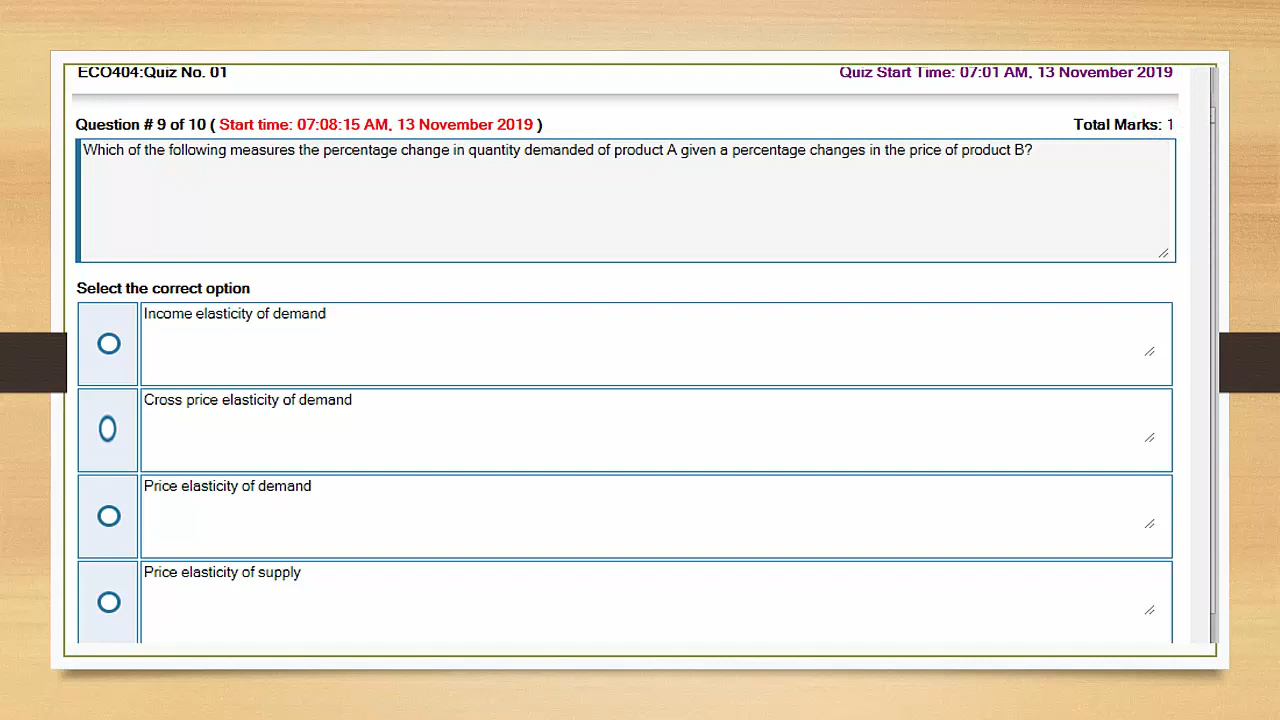 ECO404:Quiz No. 01
Quiz Start Time: 07:01 AM, 13 November 2019
Question # 9 of 10 ( Start time: 07:08:15 AM, 13 November 2019 )
Total Marks: 1
Which of the following measures the percentage change in quantity demanded of product A given a percentage changes in the price of product B?
Select the correct option
Income elasticity of demand
Cross price elasticity of demand
Price elasticity of demand
Price elasticity of supply